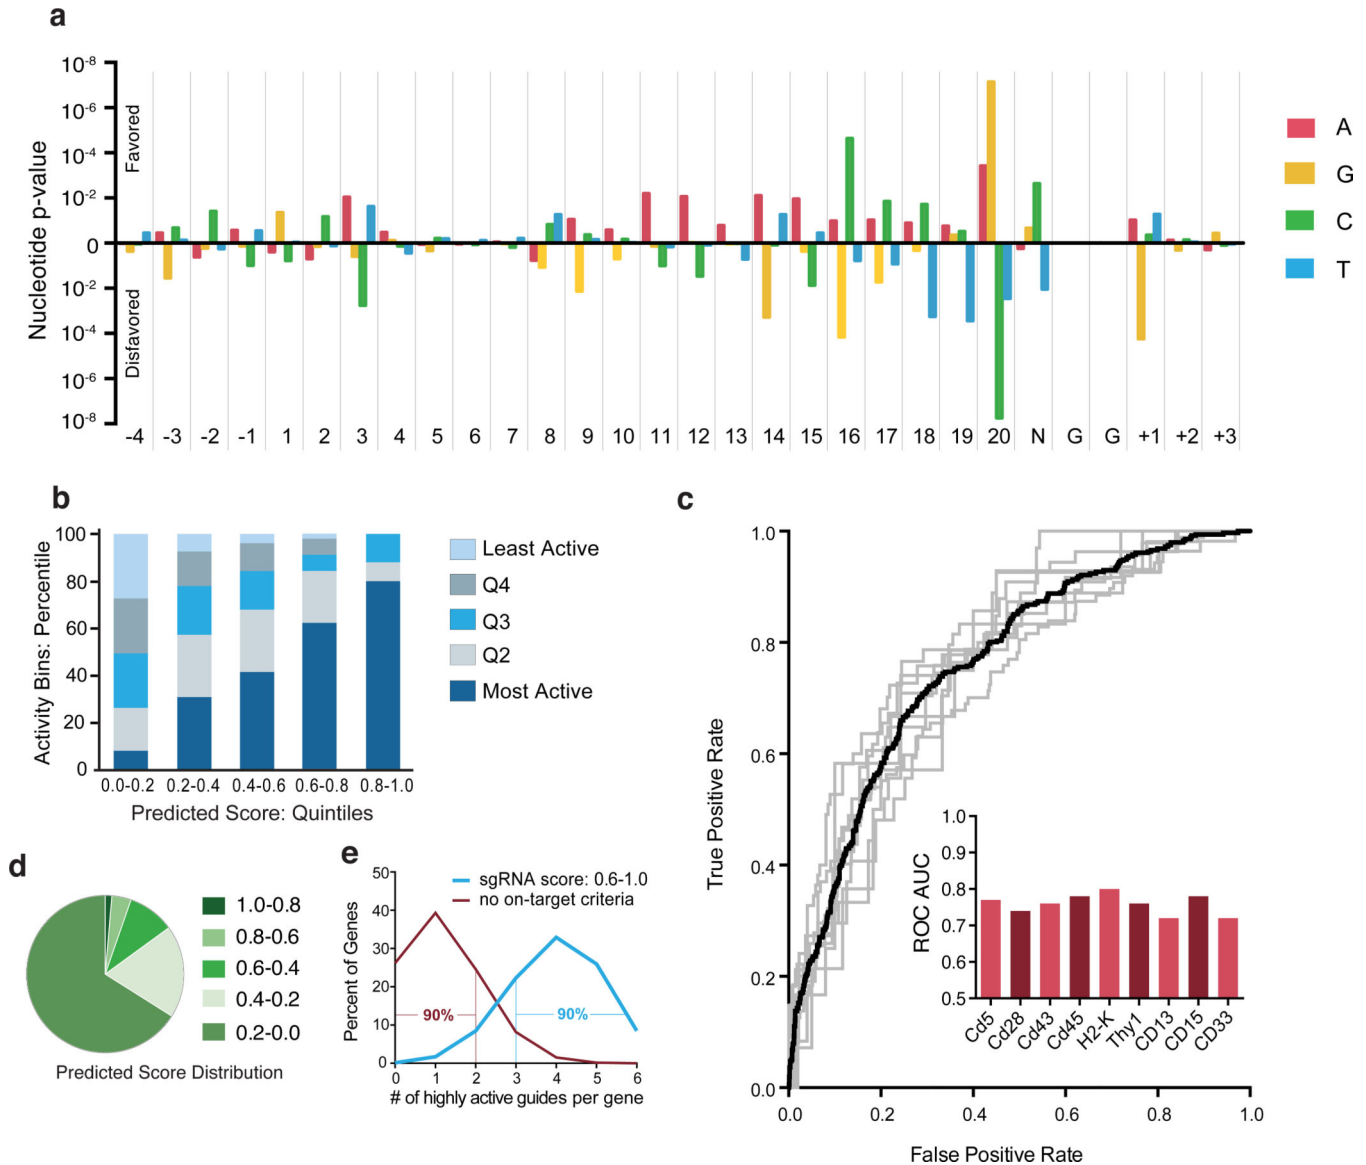 a
Nucleotide p-value
Favored
Disfavored
10-8
10-6
10-4
10-2
0
10-2
10-4
10-6
10-8
-4 -3 -2 -1 1 2 3 4 5 6 7 8 9 10 11 12 13 14 15 16 17 18 19 20 N G G +1 +2 +3
A
G
C
T
b
Activity Bins: Percentile
100
80
60
40
20
0
0.0-0.2 0.2-0.4 0.4-0.6 0.6-0.8 0.8-1.0
Predicted Score: Quintiles
Least Active
Q4
Q3
Q2
Most Active
c
True Positive Rate
1.0
0.8
0.6
0.4
0.2
0.0
0.0 0.2 0.4 0.6 0.8 1.0
False Positive Rate
ROC AUC
1.0
0.9
0.8
0.7
0.6
0.5
Cd5 Cd28 Cd43 Cd45 H2-K Thy1 CD13 CD15 CD33
d
1.0-0.8
0.8-0.6
0.6-0.4
0.4-0.2
0.2-0.0
Predicted Score Distribution
e
Percent of Genes
50
40
30
20
10
0
sgRNA score: 0.6-1.0
no on-target criteria
90% 90%
0 1 2 3 4 5 6
# of highly active guides per gene